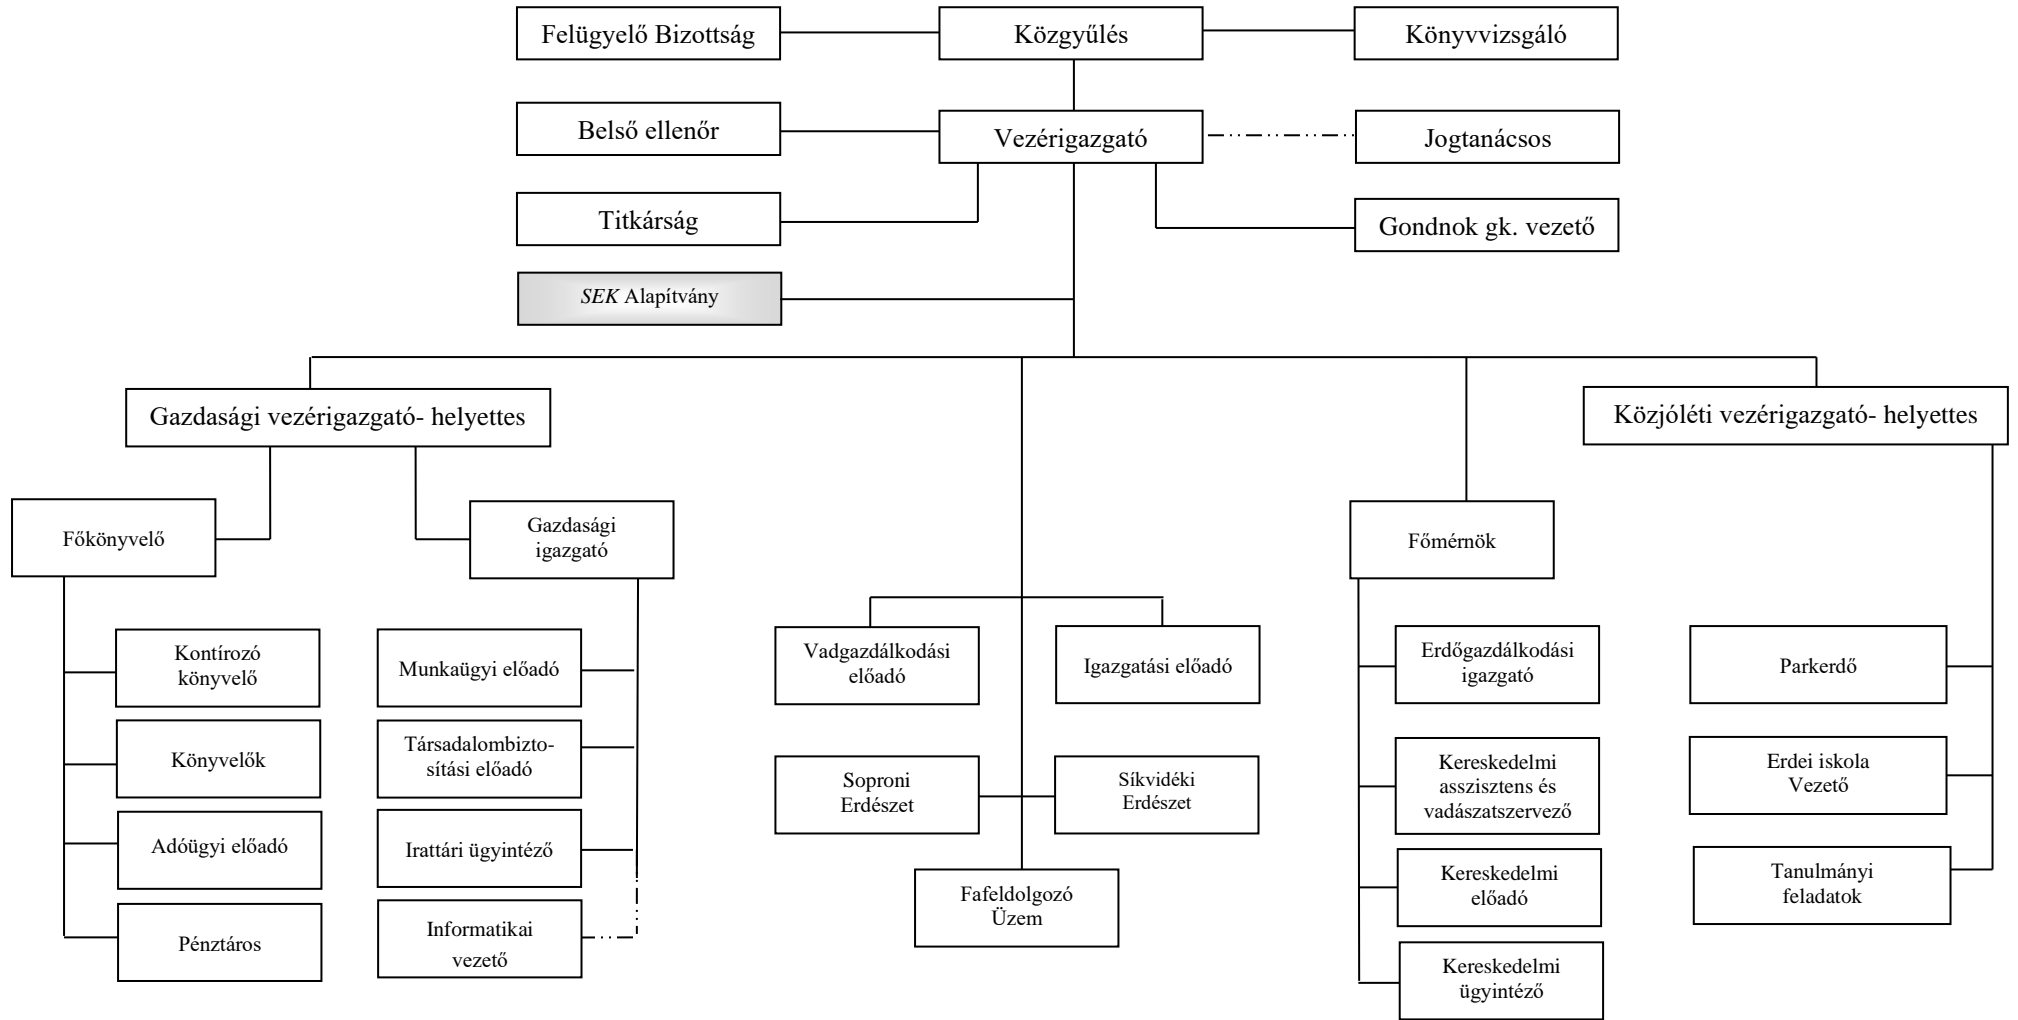 Felügyelő Bizottság
Közgyűlés
Könyvvizsgáló
Belső ellenőr
Vezérigazgató
Jogtanácsos
Titkárság
Gondnok gk. vezető
SEK Alapítvány
Gazdasági vezérigazgató- helyettes
Közjóléti vezérigazgató- helyettes
Főkönyvelő
Gazdasági
igazgató
Főmérnök
Kontírozó
könyvelő
Munkaügyi előadó
Vadgazdálkodási
előadó
Igazgatási előadó
Erdőgazdálkodási
igazgató
Parkerdő
Könyvelők
Társadalombizto-
sítási előadó
Soproni
Erdészet
Síkvidéki
Erdészet
Kereskedelmi
asszisztens és
vadászatszervező
Erdei iskola
Vezető
Adóügyi előadó
Irattári ügyintéző
Fafeldolgozó
Üzem
Kereskedelmi
előadó
Tanulmányi
feladatok
Pénztáros
Informatikai
vezető
Kereskedelmi
ügyintéző